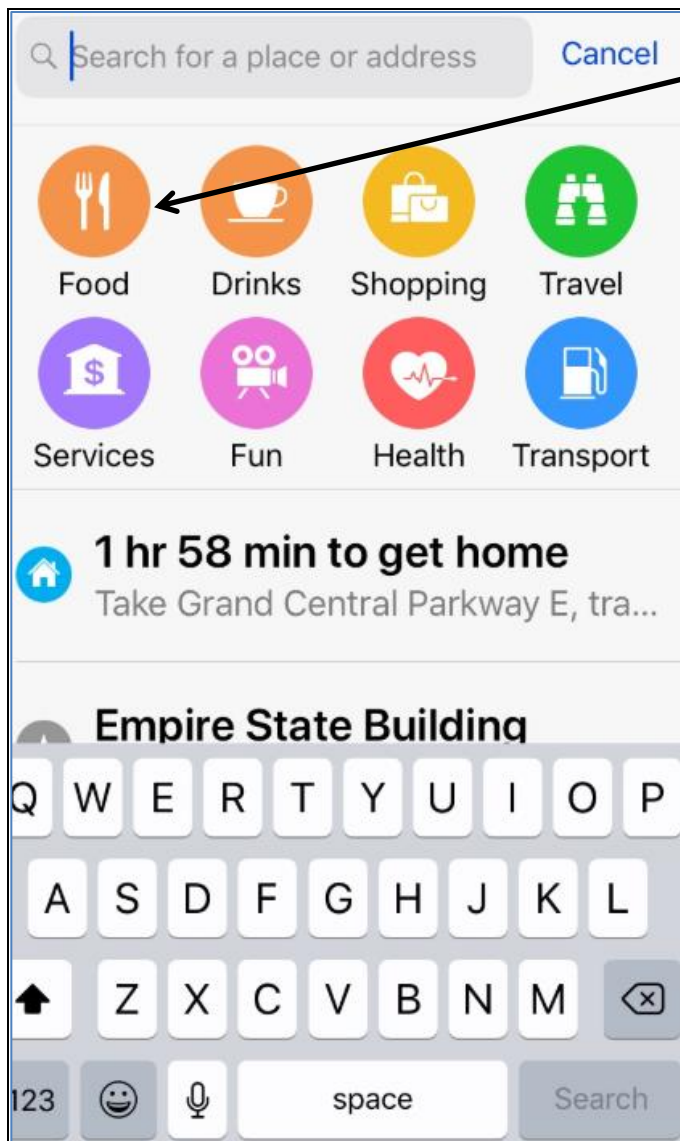 Search for a place or address Cancel
Food Drinks Shopping Travel
$
Services Fun Health Transport
1 hr 58 min to get home
Take Grand Central Parkway E, tra...
Empire State Building
Q W E R T Y U I O P
A S D F G H J K L
Z X C V B N M
123 space Search